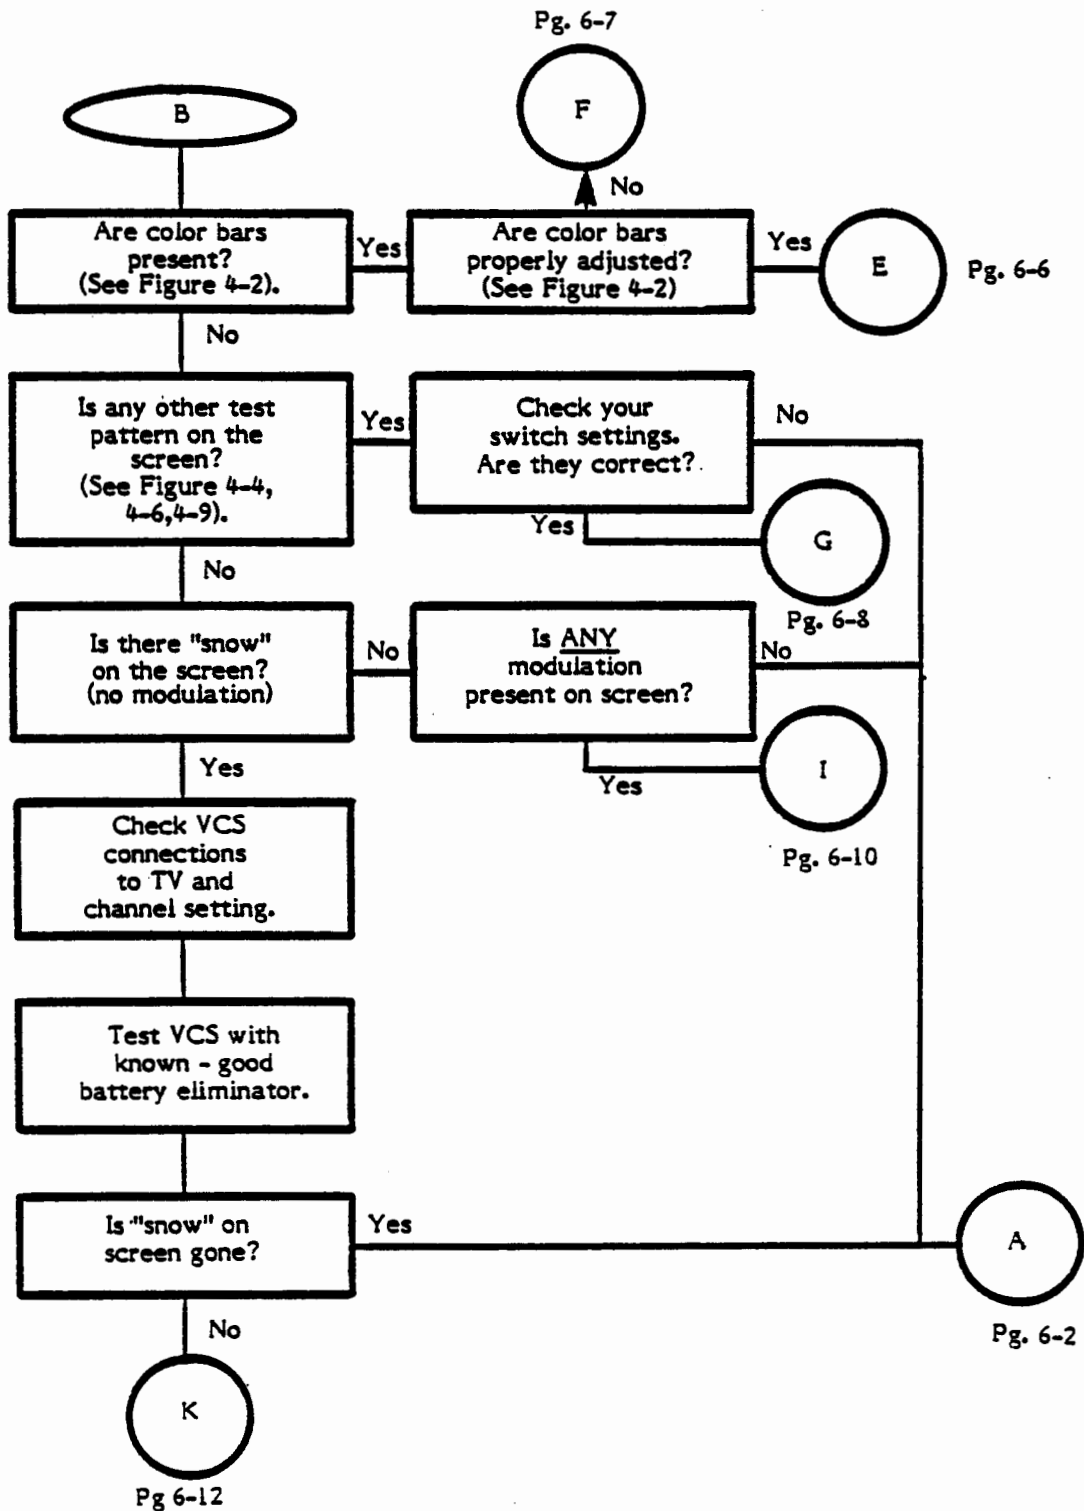 Pg. 6-7
B
F
No
Are color bars
present?
(See Figure 4-2).
Yes
Are color bars
properly adjusted?
(See Figure 4-2)
Yes
E
Pg. 6-6
No
Is any other test
pattern on the
screen?
(See Figure 4-4,
4-6,4-9).
Yes
Check your
switch settings.
Are they correct?
No
Yes
G
Pg. 6-8
No
Is there "snow"
on the screen?
(no modulation)
No
Is ANY
modulation
present on screen?
No
Yes
I
Pg. 6-10
Yes
Check VCS
connections
to TV and
channel setting.
Test VCS with
known - good
battery eliminator.
Is "snow" on
screen gone?
Yes
A
Pg. 6-2
No
K
Pg 6-12